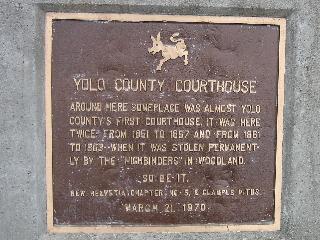 YOLO COUNTY COURTHOUSE
AROUND HERE SOMEPLACE WAS ALMOST YOLO
COUNTY'S FIRST COURTHOUSE. IT WAS HERE
TWICE: FROM 1851 TO 1857 AND FROM 1861
TO 1863-WHEN IT WAS STOLEN PERMANENT-
LY BY THE "HIGHBINDERS" IN WOODLAND.
SO BE IT.
NEW HELVETIA CHAPTER, NO. 5, E CLAMPUS VITUS
MARCH 21, 1970